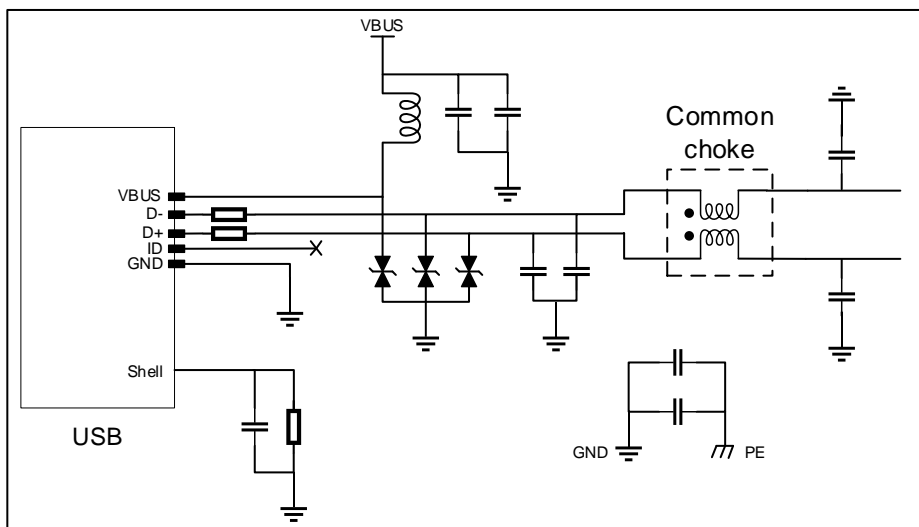 VBUS
Common
choke
VBUS
D-
D+
ID
GND
Shell
USB
GND
PE